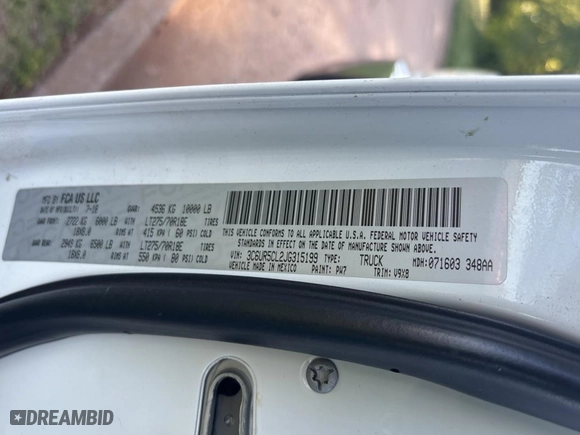 MFG BY FCA US LLC
DATE OF MFR 7-18 GVWR: 4536 KG 10000 LB
GAWR FRONT: 2722 KG 6000 LB WITH LT275/70R18E TIRES
18X8.0 RIMS AT 415 KPA ( 60 PSI) COLD
GAWR REAR: 2948 KG 6500 LB WITH LT275/70R18E TIRES
18X8.0 RIMS AT 550 KPA ( 80 PSI) COLD
THIS VEHICLE CONFORMS TO ALL APPLICABLE U.S.A. FEDERAL MOTOR VEHICLE SAFETY
STANDARDS IN EFFECT ON THE DATE OF MANUFACTURE SHOWN ABOVE.
VIN: 3C6UR5CL2JG315199 TYPE: TRUCK MDH: 071603 348AA
VEHICLE MADE IN MEXICO PAINT: PW7 TRIM: V9X8
DREAMBID